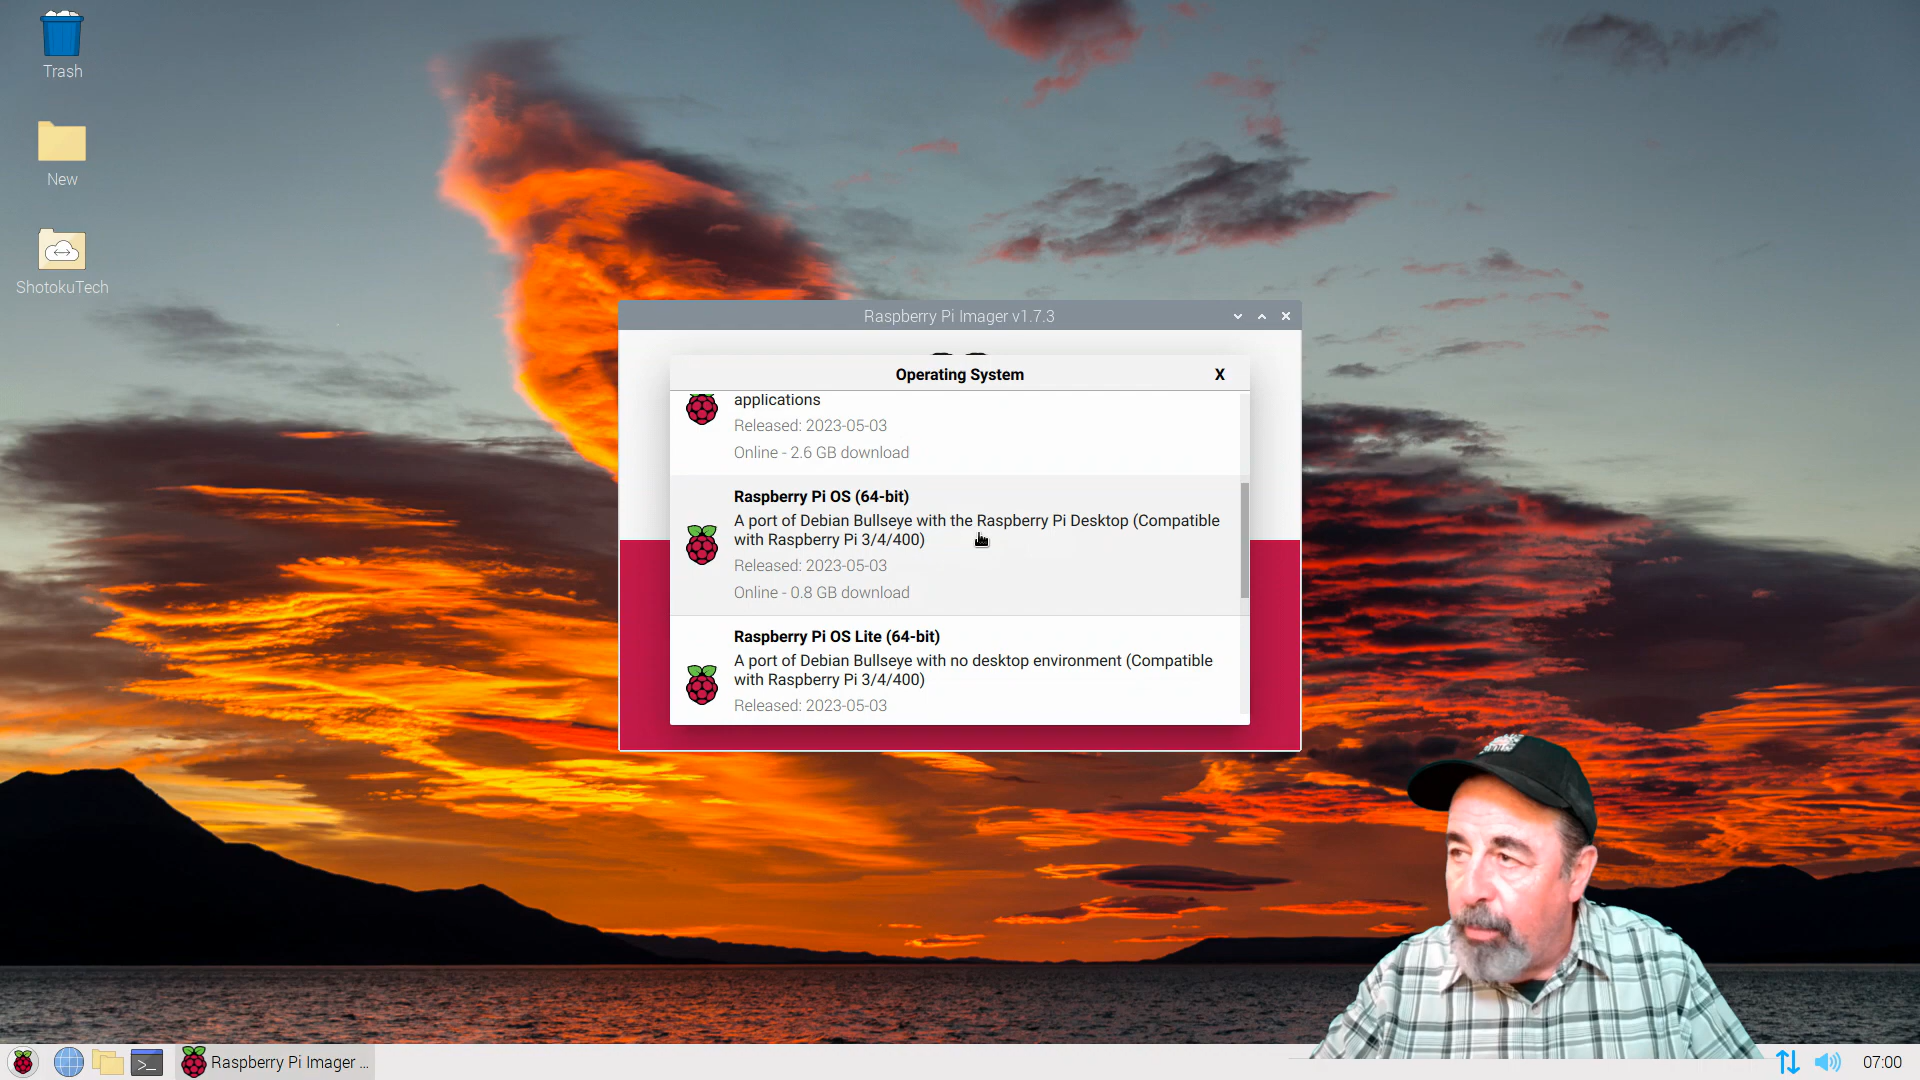 Trash
New
ShotokuTech
Raspberry Pi Imager v1.7.3
Operating System
X
applications
Released: 2023-05-03
Online - 2.6 GB download
Raspberry Pi OS (64-bit)
A port of Debian Bullseye with the Raspberry Pi Desktop (Compatible
with Raspberry Pi 3/4/400)
Released: 2023-05-03
Online - 0.8 GB download
Raspberry Pi OS Lite (64-bit)
A port of Debian Bullseye with no desktop environment (Compatible
with Raspberry Pi 3/4/400)
Released: 2023-05-03
Raspberry Pi Imager ...
07:00